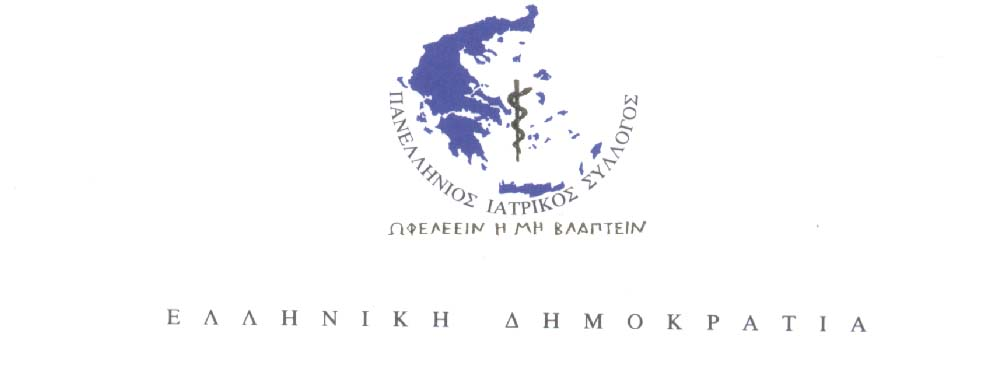 ΠΑΝΕΛΛΗΝΙΟΣ ΙΑΤΡΙΚΟΣ ΣΥΛΛΟΓΟΣ
ΩΦΕΛΕΕΙΝ Η ΜΗ ΒΛΑΠΤΕΙΝ
ΕΛΛΗΝΙΚΗ ΔΗΜΟΚΡΑΤΙΑ